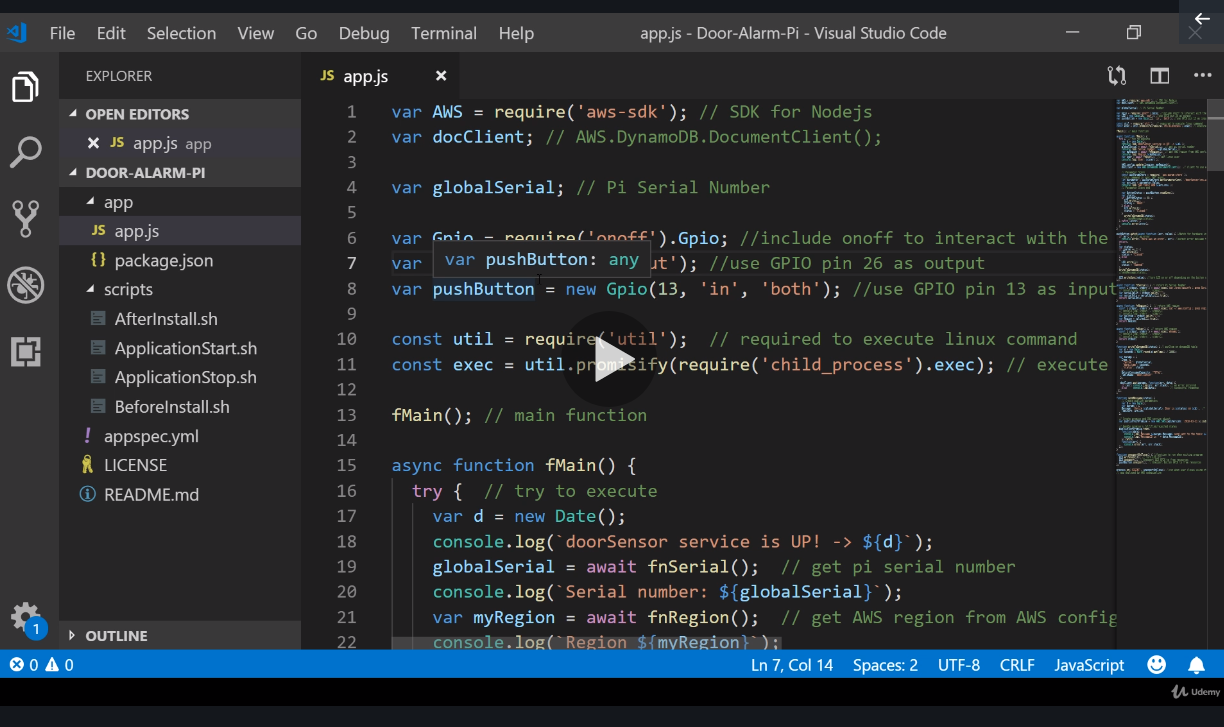 File Edit Selection View Go Debug Terminal Help
app.js - Door-Alarm-Pi - Visual Studio Code
EXPLORER
OPEN EDITORS
JS app.js app
DOOR-ALARM-PI
app
JS app.js
{} package.json
scripts
AfterInstall.sh
ApplicationStart.sh
ApplicationStop.sh
BeforeInstall.sh
! appspec.yml
LICENSE
README.md
OUTLINE
1
JS app.js
1 var AWS = require('aws-sdk'); // SDK for Nodejs
2 var docClient; // AWS.DynamoDB.DocumentClient();
3
4 var globalSerial; // Pi Serial Number
5
6 var Gpio = require('onoff').Gpio; //include onoff to interact with the
var pushButton: any
7 var ut'); //use GPIO pin 26 as output
8 var pushButton = new Gpio(13, 'in', 'both'); //use GPIO pin 13 as input
9
10 const util = require('util'); // required to execute linux command
11 const exec = util.promisify(require('child_process').exec); // execute
12
13 fMain(); // main function
14
15 async function fMain() {
16 try { // try to execute
17 var d = new Date();
18 console.log(`doorSensor service is UP! -> ${d}`);
19 globalSerial = await fnSerial(); // get pi serial number
20 console.log(`Serial number: ${globalSerial}`);
21 var myRegion = await fnRegion(); // get AWS region from AWS config
22 console.log(`Region ${myRegion}`);
0 0
Ln 7, Col 14 Spaces: 2 UTF-8 CRLF JavaScript
Udemy